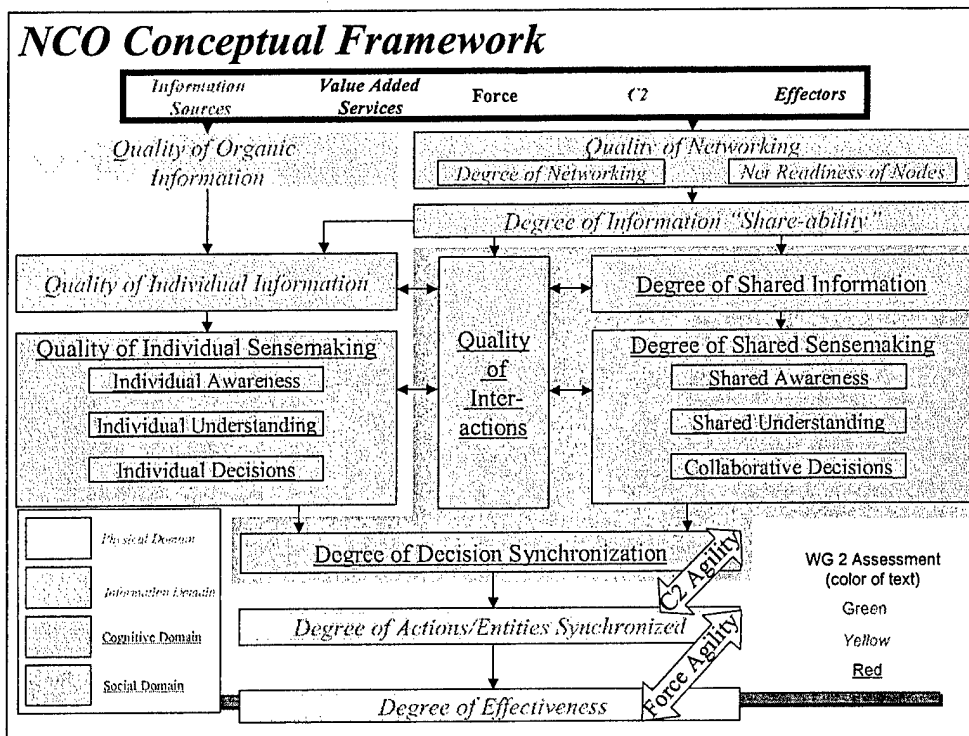 NCO Conceptual Framework
Information Sources
Value Added Services
Force
C2
Effectors
Quality of Organic
Information
Quality of Networking
Degree of Networking
Net Readiness of Nodes
Degree of Information "Share-ability"
Quality of Individual Information
Degree of Shared Information
Quality of Individual Sensemaking
Individual Awareness
Individual Understanding
Individual Decisions
Quality
of
Inter-
actions
Degree of Shared Sensemaking
Shared Awareness
Shared Understanding
Collaborative Decisions
Physical Domain
Information Domain
Cognitive Domain
Social Domain
Degree of Decision Synchronization
C2 Agility
Degree of Actions/Entities Synchronized
Force Agility
Degree of Effectiveness
WG 2 Assessment
(color of text)
Green
Yellow
Red